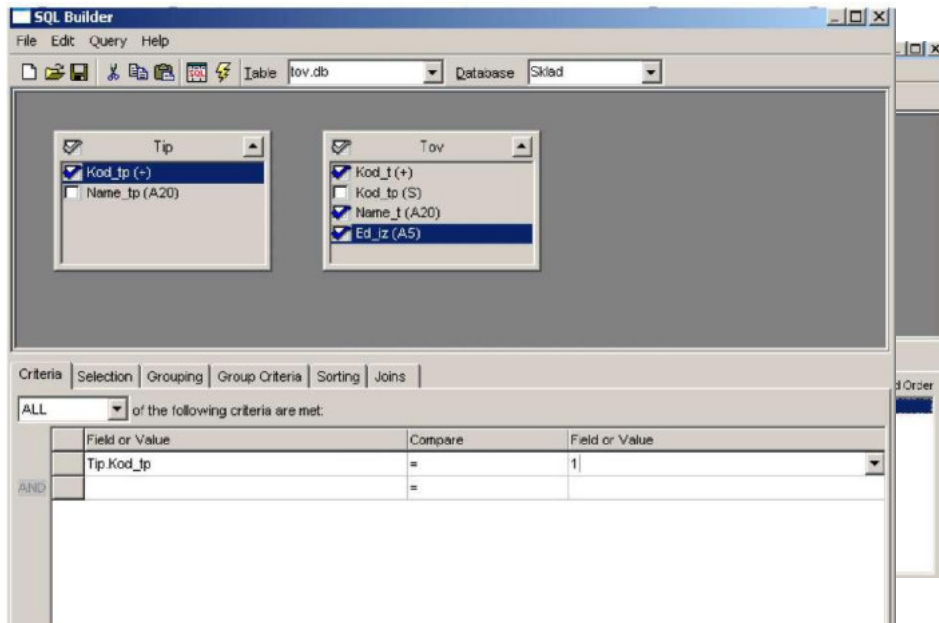 SQL Builder
File Edit Query Help
Table tov.db Database Sklad
Tip
Kod_tp (+)
Name_tp (A20)
Tov
Kod_t (+)
Kod_tp (S)
Name_t (A20)
Ed_iz (A5)
Criteria Selection Grouping Group Criteria Sorting Joins
d Order
ALL of the following criteria are met:
Field or Value Compare Field or Value
Tip.Kod_tp = 1
AND =